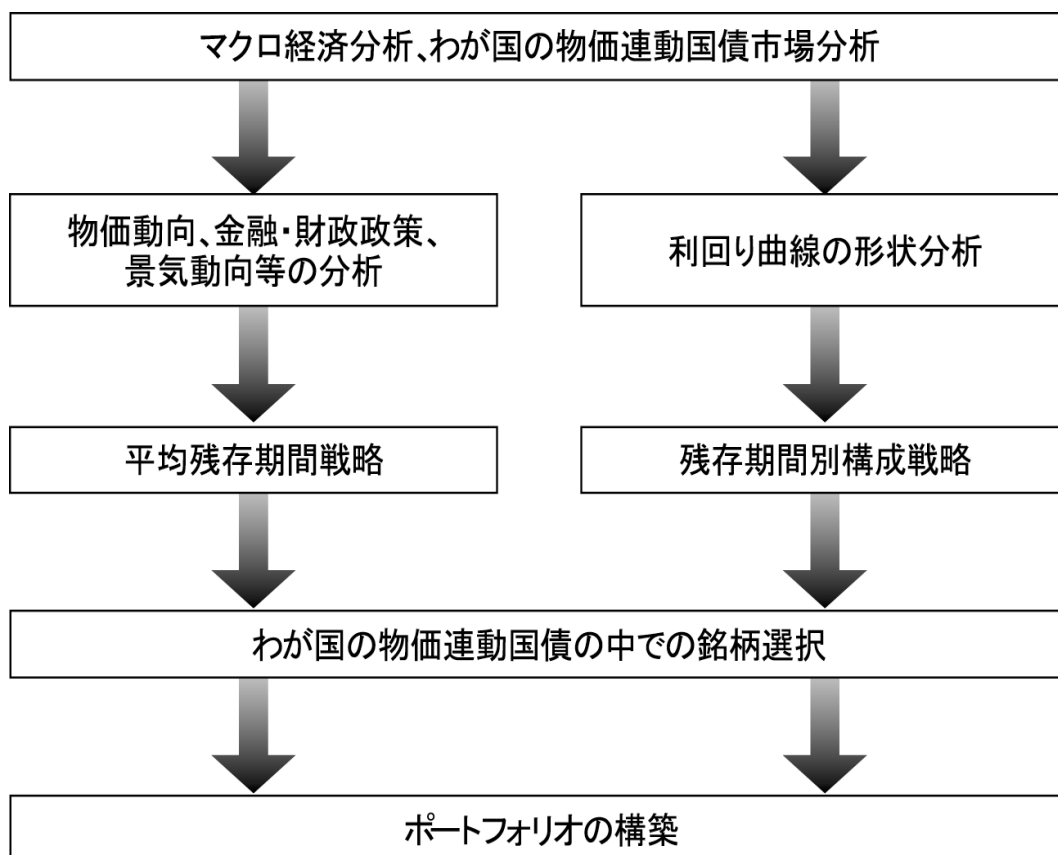 マクロ経済分析、わが国の物価連動国債市場分析
物価動向、金融・財政政策、
景気動向等の分析
利回り曲線の形状分析
平均残存期間戦略
残存期間別構成戦略
わが国の物価連動国債の中での銘柄選択
ポートフォリオの構築